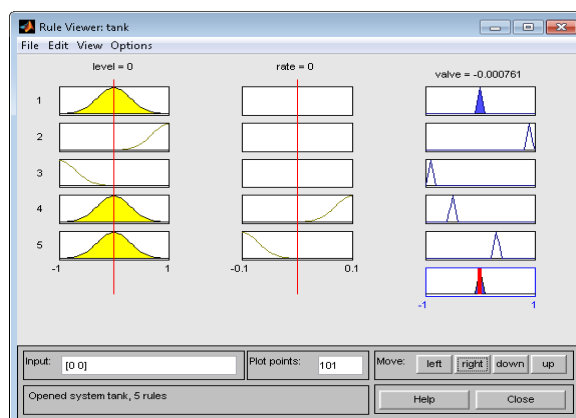 Rule Viewer: tank
File Edit View Options
level = 0
rate = 0
valve = -0.000761
1
2
3
4
5
-1 1
-0.1 0.1
-1 1
Input: [0 0]
Plot points: 101
Move: left right down up
Opened system tank, 5 rules
Help Close